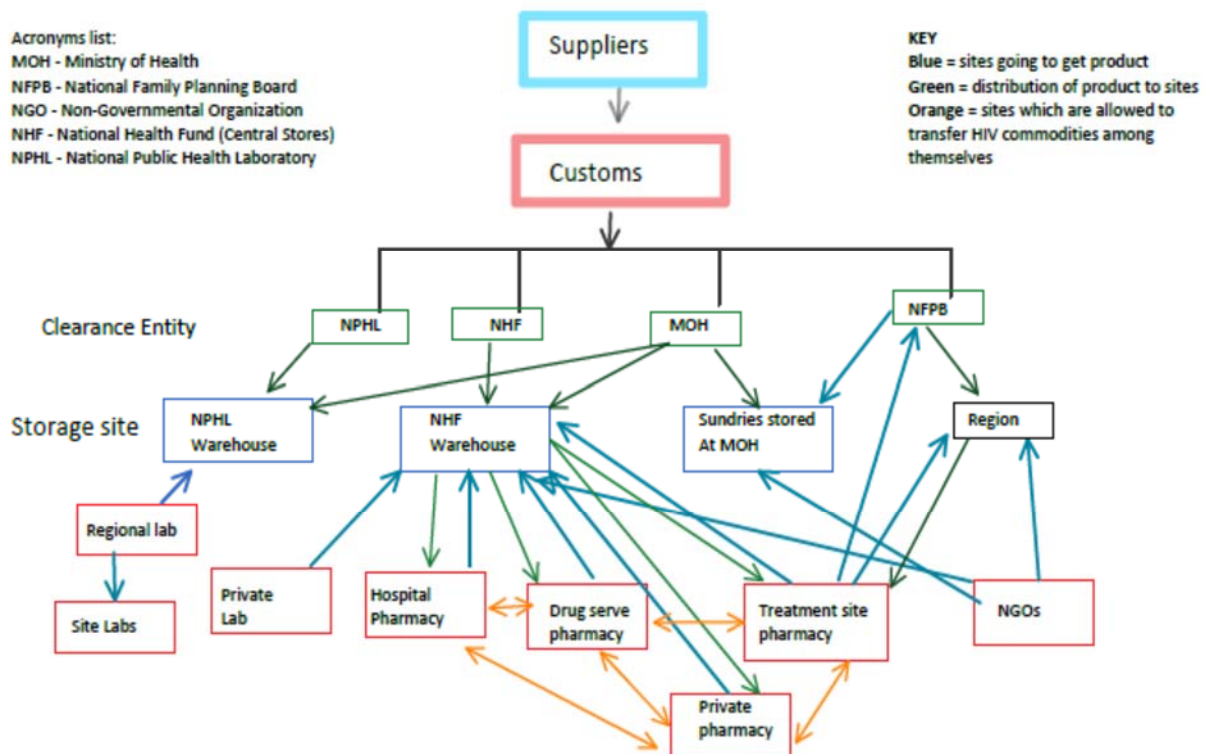 Acronyms list:
MOH - Ministry of Health
NFPB - National Family Planning Board
NGO - Non-Governmental Organization
NHF - National Health Fund (Central Stores)
NPHL - National Public Health Laboratory
Suppliers
KEY
Blue = sites going to get product
Green = distribution of product to sites
Orange = sites which are allowed to
transfer HIV commodities among
themselves
Customs
Clearance Entity
NPHL
NHF
MOH
NFPB
Storage site
NPHL
Warehouse
NHF
Warehouse
Sundries stored
At MOH
Region
Regional lab
Site Labs
Private
Lab
Hospital
Pharmacy
Drug serve
pharmacy
Treatment site
pharmacy
NGOs
Private
pharmacy